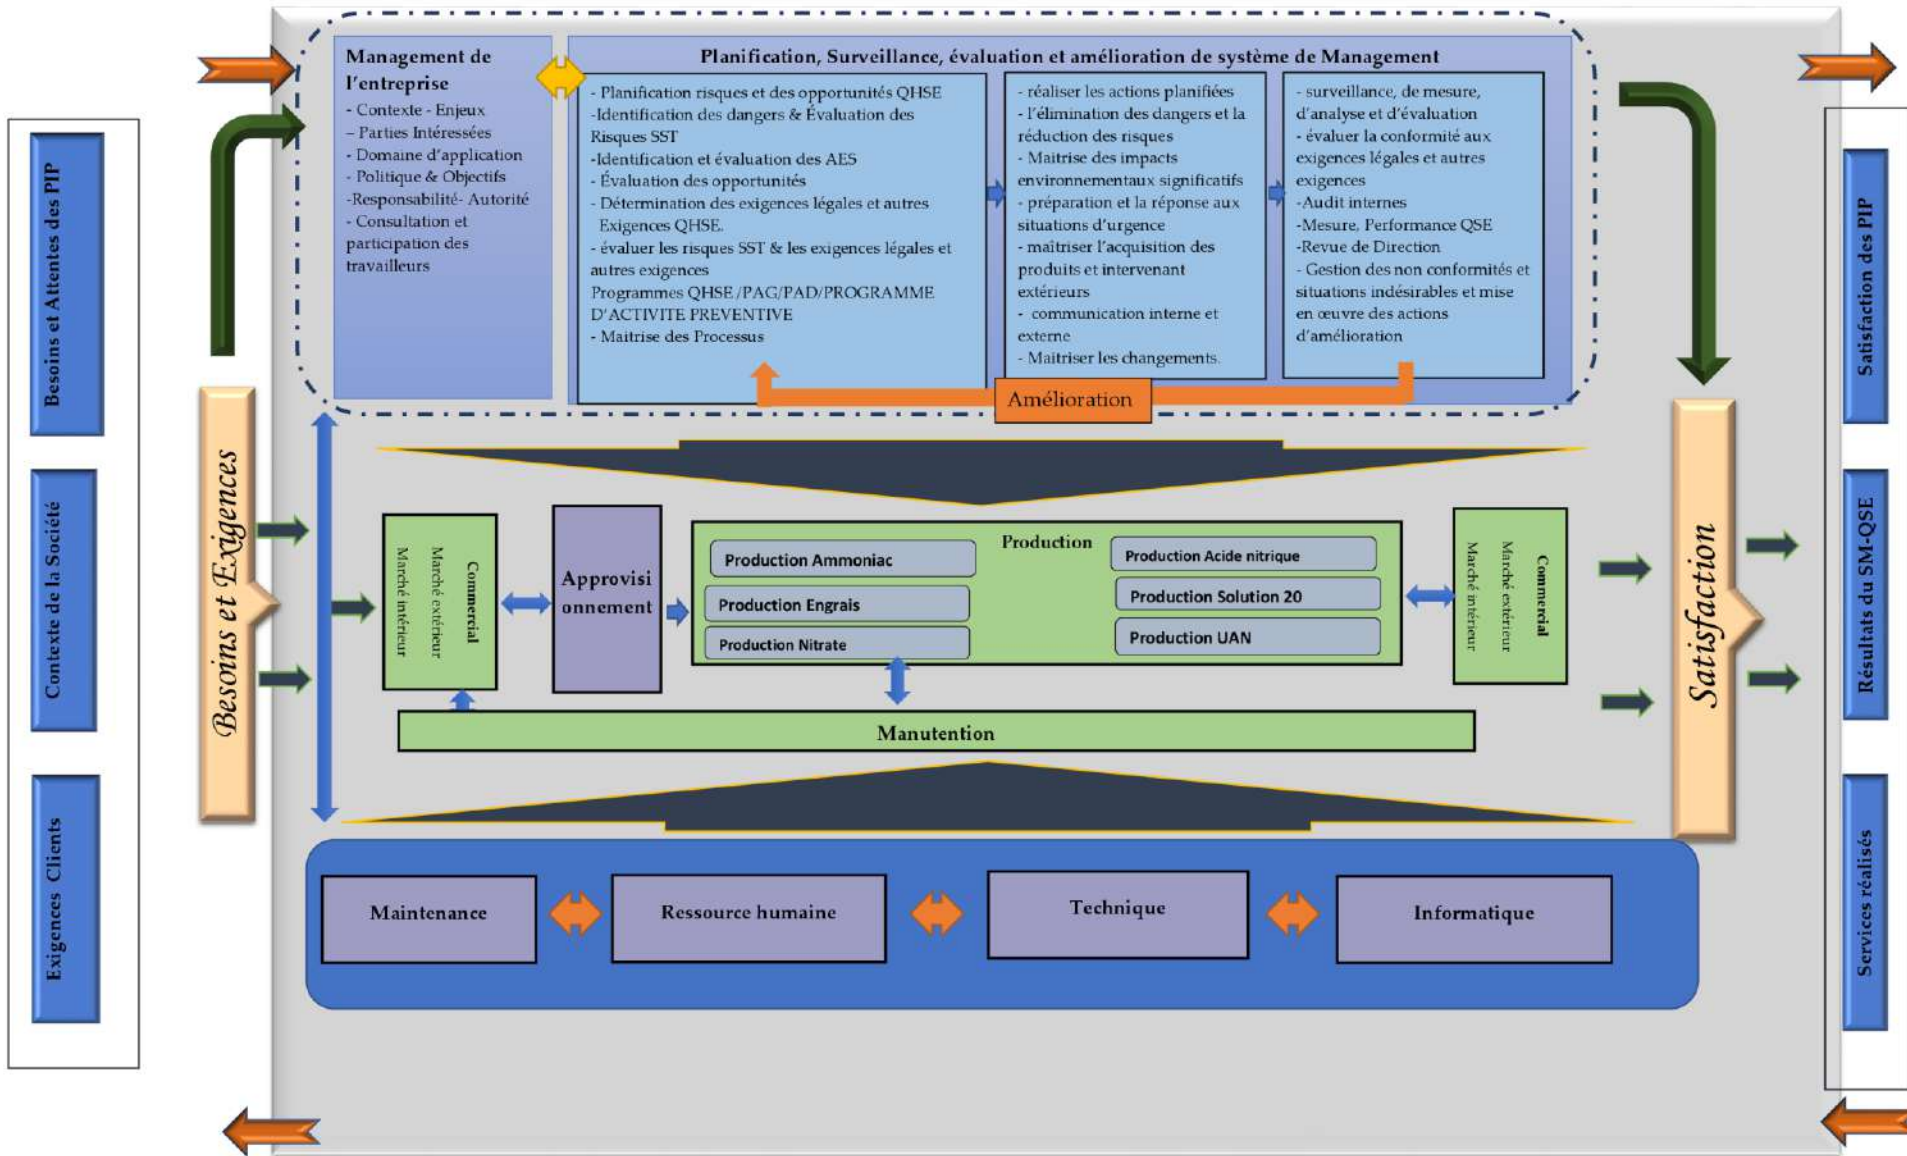 Besoins et Attentes des PIP
Contexte de la Société
Exigences Clients
Besoins et Exigences
Management de
l'entreprise
- Contexte - Enjeux
– Parties Intéressées
- Domaine d'application
- Politique & Objectifs
-Responsabilité- Autorité
- Consultation et
participation des
travailleurs
Planification, Surveillance, évaluation et amélioration de système de Management
- Planification risques et des opportunités QHSE
-Identification des dangers & Évaluation des
Risques SST
-Identification et évaluation des AES
- Évaluation des opportunités
- Détermination des exigences légales et autres
Exigences QHSE.
- évaluer les risques SST & les exigences légales et
autres exigences
Programmes QHSE /PAG/PAD/PROGRAMME
D'ACTIVITE PREVENTIVE
- Maitrise des Processus
- réaliser les actions planifiées
- l'élimination des dangers et la
réduction des risques
- Maitrise des impacts
environnementaux significatifs
- préparation et la réponse aux
situations d'urgence
- maîtriser l'acquisition des
produits et intervenant
extérieurs
- communication interne et
externe
- Maitriser les changements.
- surveillance, de mesure,
d'analyse et d'évaluation
- évaluer la conformité aux
exigences légales et autres
exigences
-Audit internes
-Mesure, Performance QSE
-Revue de Direction
- Gestion des non conformités et
situations indésirables et mise
en œuvre des actions
d'amélioration
Amélioration
Commercial
Marché extérieur
Marché intérieur
Approvisi
onnement
Production
Production Ammoniac
Production Engrais
Production Nitrate
Production Acide nitrique
Production Solution 20
Production UAN
Commercial
Marché extérieur
Marché intérieur
Manutention
Maintenance
Ressource humaine
Technique
Informatique
Satisfaction
Satisfaction des PIP
Résultats du SM-QSE
Services réalisés